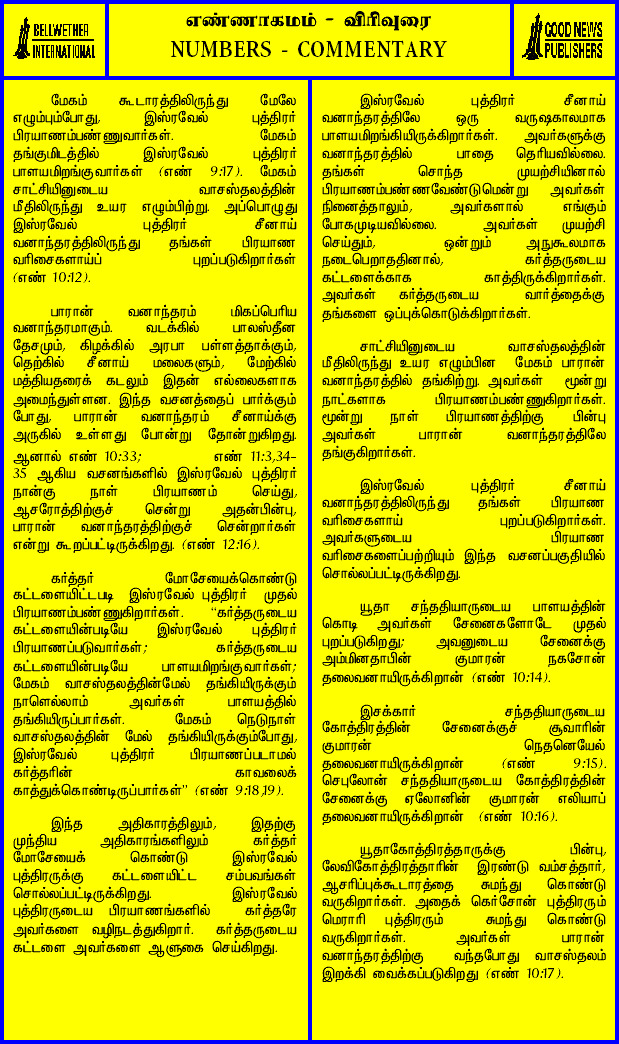 BELLWETHER
INTERNATIONAL
எண்ணாகமம் - விரிவுரை
NUMBERS - COMMENTARY
GOOD NEWS
PUBLISHERS
மேகம் கூடாரத்திலிருந்து மேலே
எழும்பும்போது, இஸ்ரவேல் புத்திரர்
பிரயாணம்பண்ணுவார்கள். மேகம்
தங்குமிடத்தில் இஸ்ரவேல் புத்திரர்
பாளயமிறங்குவார்கள் (எண் 9:17). மேகம்
சாட்சியினுடைய வாசஸ்தலத்தின்
மீதிலிருந்து உயர எழும்பிற்று. அப்பொழுது
இஸ்ரவேல் புத்திரர் சீனாய்
வனாந்தரத்திலிருந்து தங்கள் பிரயாண
வரிசைகளாய்ப் புறப்படுகிறார்கள்
(எண் 10:12).
பாரான் வனாந்தரம் மிகப்பெரிய
வனாந்தரமாகும். வடக்கில் பாலஸ்தீன
தேசமும், கிழக்கில் அரபா பள்ளத்தாக்கும்,
தெற்கில் சீனாய் மலைகளும், மேற்கில்
மத்தியதரைக் கடலும் இதன் எல்லைகளாக
அமைந்துள்ளன. இந்த வசனத்தைப் பார்க்கும்
போது, பாரான் வனாந்தரம் சீனாய்க்கு
அருகில் உள்ளது போன்று தோன்றுகிறது.
ஆனால் எண் 10:33; எண் 11:3,34-
35 ஆகிய வசனங்களில் இஸ்ரவேல் புத்திரர்
நான்கு நாள் பிரயாணம் செய்து,
ஆசரோத்திற்குச் சென்று அதன்பின்பு,
பாரான் வனாந்தரத்திற்குச் சென்றார்கள்
என்று கூறப்பட்டிருக்கிறது. (எண் 12:16).
கர்த்தர் மோசேயைக்கொண்டு
கட்டளையிட்டபடி இஸ்ரவேல் புத்திரர் முதல்
பிரயாணம்பண்ணுகிறார்கள். "கர்த்தருடைய
கட்டளையின்படியே இஸ்ரவேல் புத்திரர்
பிரயாணப்படுவார்கள்; கர்த்தருடைய
கட்டளையின்படியே பாளயமிறங்குவார்கள்;
மேகம் வாசஸ்தலத்தின்மேல் தங்கியிருக்கும்
நாளெல்லாம் அவர்கள் பாளயத்தில்
தங்கியிருப்பார்கள். மேகம் நெடுநாள்
வாசஸ்தலத்தின் மேல் தங்கியிருக்கும்போது,
இஸ்ரவேல் புத்திரர் பிரயாணப்படாமல்
கர்த்தரின் காவலைக்
காத்துக்கொண்டிருப்பார்கள்" (எண் 9:18,19).
இந்த அதிகாரத்திலும், இதற்கு
முந்திய அதிகாரங்களிலும் கர்த்தர்
மோசேயைக் கொண்டு இஸ்ரவேல்
புத்திரருக்கு கட்டளையிட்ட சம்பவங்கள்
சொல்லப்பட்டிருக்கிறது. இஸ்ரவேல்
புத்திரருடைய பிரயாணங்களில் கர்த்தரே
அவர்களை வழிநடத்துகிறார். கர்த்தருடைய
கட்டளை அவர்களை ஆளுகை செய்கிறது.
இஸ்ரவேல் புத்திரர் சீனாய்
வனாந்தரத்திலே ஒரு வருஷகாலமாக
பாளயமிறங்கியிருக்கிறார்கள். அவர்களுக்கு
வனாந்தரத்தில் பாதை தெரியவில்லை.
தங்கள் சொந்த முயற்சியினால்
பிரயாணம்பண்ணவேண்டுமென்று அவர்கள்
நினைத்தாலும், அவர்களால் எங்கும்
போகமுடியவில்லை. அவர்கள் முயற்சி
செய்தும், ஒன்றும் அநுகூலமாக
நடைபெறாததினால், கர்த்தருடைய
கட்டளைக்காக காத்திருக்கிறார்கள்.
அவர்கள் கர்த்தருடைய வார்த்தைக்கு
தங்களை ஒப்புக்கொடுக்கிறார்கள்.
சாட்சியினுடைய வாசஸ்தலத்தின்
மீதிலிருந்து உயர எழும்பின மேகம் பாரான்
வனாந்தரத்தில் தங்கிற்று. அவர்கள் மூன்று
நாட்களாக பிரயாணம்பண்ணுகிறார்கள்.
மூன்று நாள் பிரயாணத்திற்கு பின்பு
அவர்கள் பாரான் வனாந்தரத்திலே
தங்குகிறார்கள்.
இஸ்ரவேல் புத்திரர் சீனாய்
வனாந்தரத்திலிருந்து தங்கள் பிரயாண
வரிசைகளாய் புறப்படுகிறார்கள்.
அவர்களுடைய பிரயாண
வரிசைகளைப்பற்றியும் இந்த வசனப்பகுதியில்
சொல்லப்பட்டிருக்கிறது.
யூதா சந்ததியாருடைய பாளயத்தின்
கொடி அவர்கள் சேனைகளோடே முதல்
புறப்படுகிறது; அவனுடைய சேனைக்கு
அம்மினதாபின் குமாரன் நகசோன்
தலைவனாயிருக்கிறான் (எண் 10:14).
இசக்கார் சந்ததியாருடைய
கோத்திரத்தின் சேனைக்குச் சூவாரின்
குமாரன் நெதனெயேல்
தலைவனாயிருக்கிறான் (எண் 9:15).
செபுலோன் சந்ததியாருடைய கோத்திரத்தின்
சேனைக்கு ஏலோனின் குமாரன் எலியாப்
தலைவனாயிருக்கிறான் (எண் 10:16).
யூதாகோத்திரத்தாருக்கு பின்பு,
லேவிகோத்திரத்தாரின் இரண்டு வம்சத்தார்,
ஆசரிப்புக்கூடாரத்தை சுமந்து கொண்டு
வருகிறார்கள். அதைக் கெர்சோன் புத்திரரும்
மெராரி புத்திரரும் சுமந்து கொண்டு
வருகிறார்கள். அவர்கள் பாரான்
வனாந்தரத்திற்கு வந்தபோது வாசஸ்தலம்
இறக்கி வைக்கப்படுகிறது (எண் 10:17).